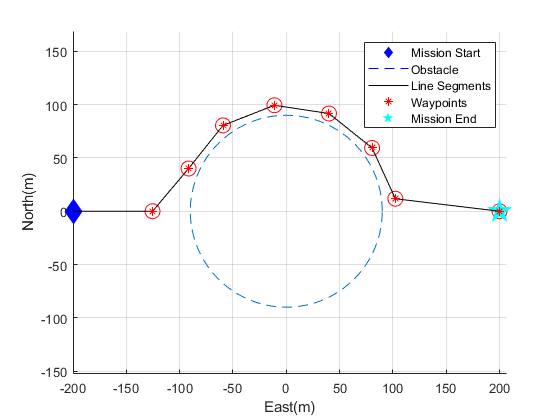 Mission Start
Obstacle
Line Segments
Waypoints
Mission End
150
100
50
0
-50
-100
-150
North(m)
-200 -150 -100 -50 0 50 100 150 200
East(m)